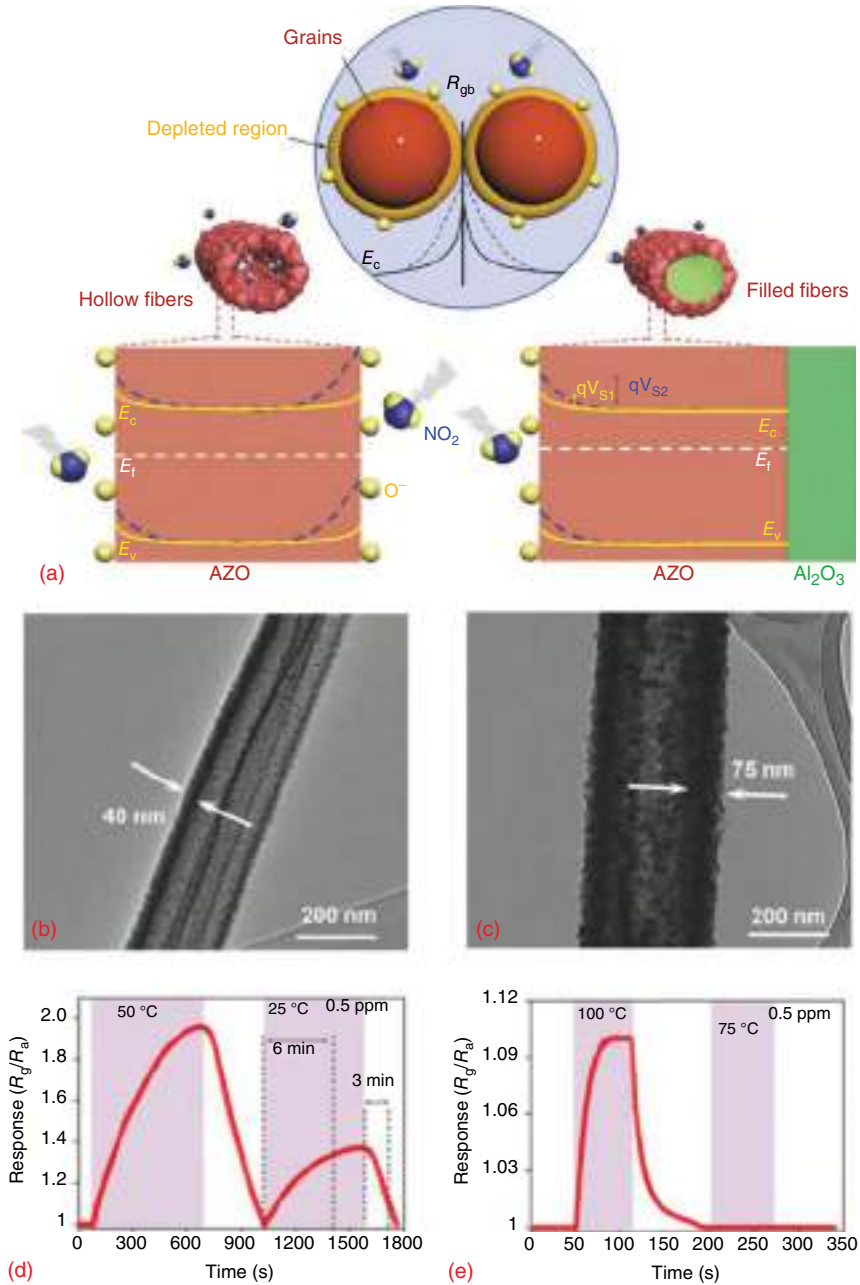 Grains
R_gb
Depleted region
E_c
Hollow fibers
Filled fibers
qV_S1 qV_S2
E_c NO₂ E_c
E_f E_f
O⁻
E_v E_v
(a) AZO AZO Al₂O₃
40 nm 75 nm
(b) 200 nm (c) 200 nm
50 °C 25 °C 0.5 ppm
6 min
3 min
Response (R_g/R_a)
2.0
1.8
1.6
1.4
1.2
1
0 300 600 900 1200 1500 1800
(d) Time (s)
100 °C 75 °C 0.5 ppm
Response (R_g/R_a)
1.12
1.09
1.06
1.03
1
0 50 100 150 200 250 300 350
(e) Time (s)